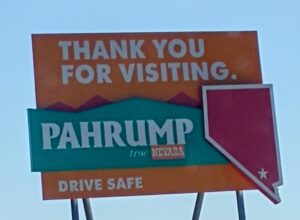 THANK YOU
FOR VISITING.
PAHRUMP
true NEVADA
DRIVE SAFE